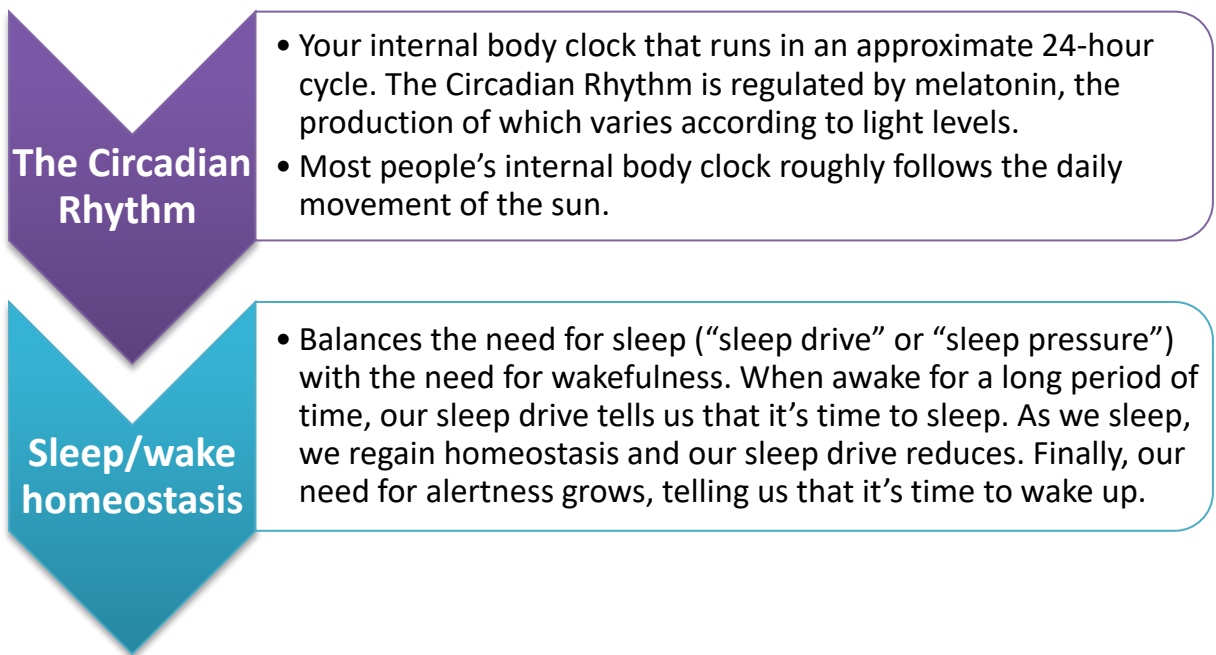 The Circadian
Rhythm
• Your internal body clock that runs in an approximate 24-hour
cycle. The Circadian Rhythm is regulated by melatonin, the
production of which varies according to light levels.
• Most people’s internal body clock roughly follows the daily
movement of the sun.
Sleep/wake
homeostasis
• Balances the need for sleep (“sleep drive” or “sleep pressure”)
with the need for wakefulness. When awake for a long period of
time, our sleep drive tells us that it’s time to sleep. As we sleep,
we regain homeostasis and our sleep drive reduces. Finally, our
need for alertness grows, telling us that it’s time to wake up.